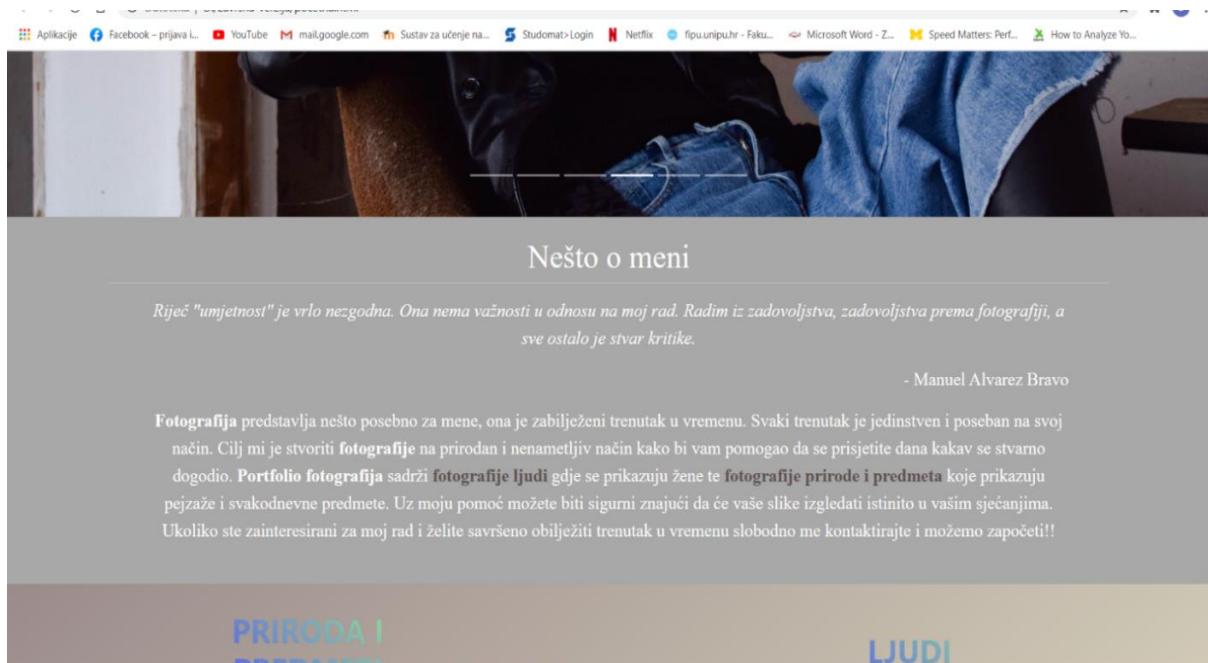 Aplikacije Facebook – prijava i... YouTube mail.google.com Sustav za učenje na... Studomat>Login Netflix fipu.unipu.hr - Faku... Microsoft Word - Z... Speed Matters: Perf... How to Analyze Yo...
Nešto o meni
Riječ "umjetnost" je vrlo nezgodna. Ona nema važnosti u odnosu na moj rad. Radim iz zadovoljstva, zadovoljstva prema fotografiji, a
sve ostalo je stvar kritike.
- Manuel Alvarez Bravo
Fotografija predstavlja nešto posebno za mene, ona je zabilježeni trenutak u vremenu. Svaki trenutak je jedinstven i poseban na svoj
način. Cilj mi je stvoriti fotografije na prirodan i nenametljiv način kako bi vam pomogao da se prisjetite dana kakav se stvarno
dogodio. Portfolio fotografija sadrži fotografije ljudi gdje se prikazuju žene te fotografije prirode i predmeta koje prikazuju
pejzaže i svakodnevne predmete. Uz moju pomoć možete biti sigurni znajući da će vaše slike izgledati istinito u vašim sjećanjima.
Ukoliko ste zainteresirani za moj rad i želite savršeno obilježiti trenutak u vremenu slobodno me kontaktirajte i možemo započeti!!
PRIRODA I
LJUDI